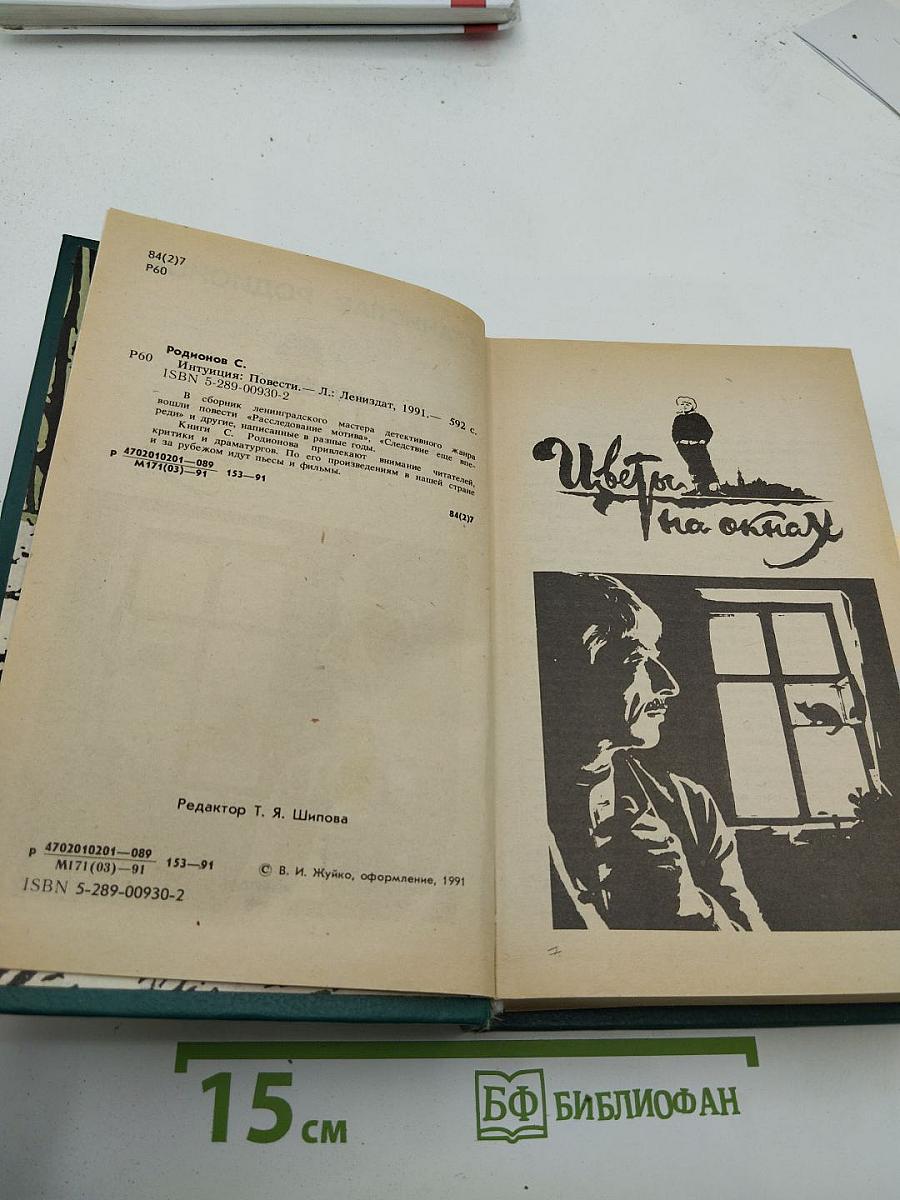 84(2)7
Р60
Родионов С.
Р60 Интуиция: Повести.— Л.: Лениздат, 1991.— 592 с.
ISBN 5-289-00930-2
В сборник ленинградского мастера детективного жанра
вошли повести «Расследование мотива», «Следствие еще впе-
реди» и другие, написанные в разные годы.
Книги С. Родионова привлекают внимание читателей,
критики и драматургов. По его произведениям в нашей стране
и за рубежом идут пьесы и фильмы.
Р 4702010201—089
М171(03)—91 153—91
84(2)7
Редактор Т. Я. Шипова
Р 4702010201—089
М171(03)—91 153—91
ISBN 5-289-00930-2
© В. И. Жуйко, оформление, 1991
Цветы
на окнах
15 см
БФ БИБЛИОФАН